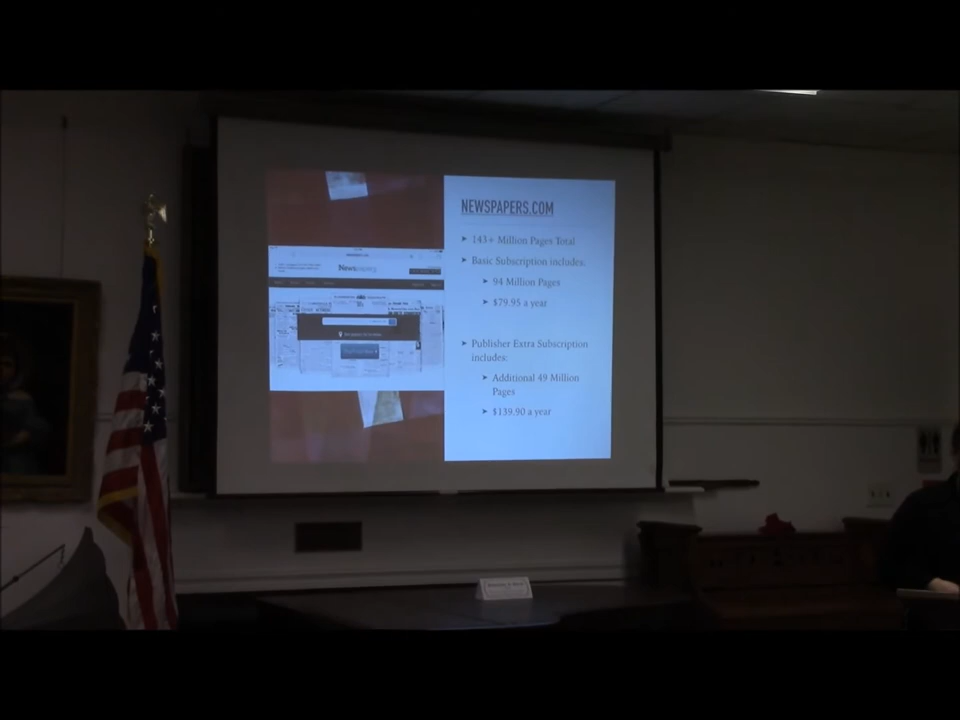 NEWSPAPERS.COM
➤ 143+ Million Pages Total
➤ Basic Subscription includes:
➤ 94 Million Pages
➤ $79.95 a year
➤ Publisher Extra Subscription
includes:
➤ Additional 49 Million
Pages
➤ $139.90 a year
Newspapers